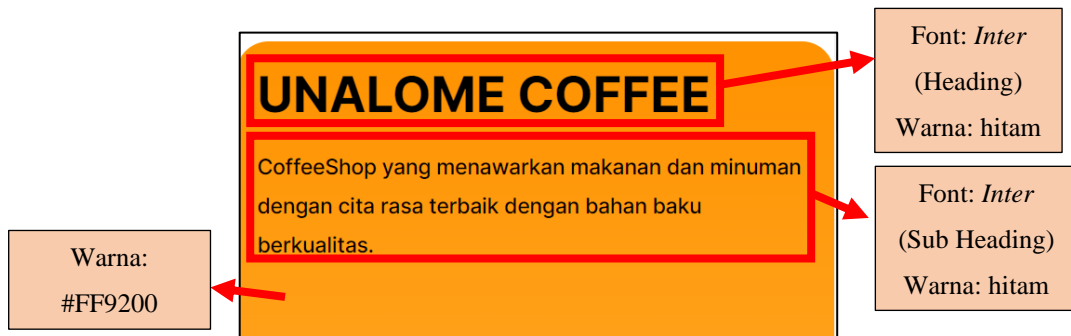 UNALOME COFFEE
CoffeeShop yang menawarkan makanan dan minuman
dengan cita rasa terbaik dengan bahan baku
berkualitas.
Font: Inter
(Heading)
Warna: hitam
Font: Inter
(Sub Heading)
Warna: hitam
Warna:
#FF9200